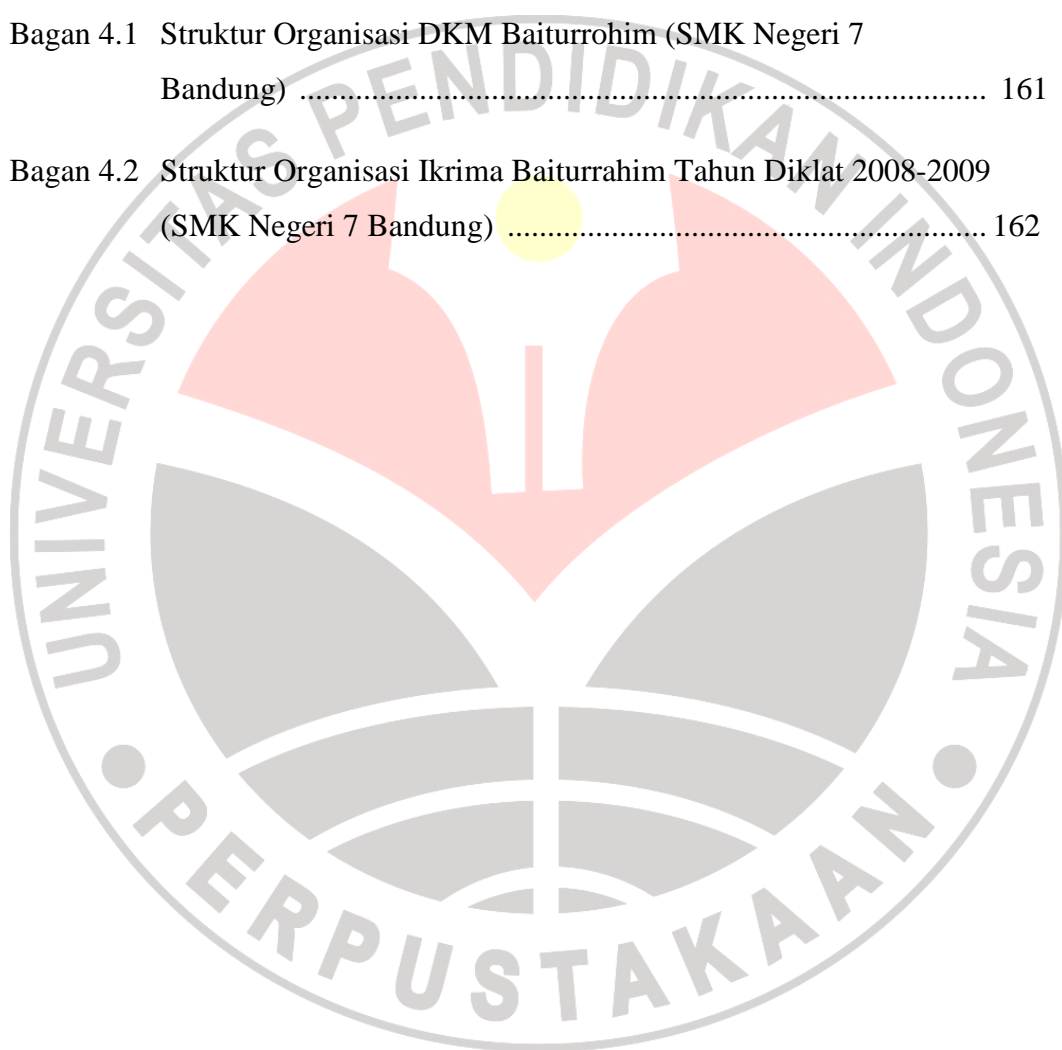 Bagan 4.1 Struktur Organisasi DKM Baiturrohim (SMK Negeri 7
Bandung) ...................................................................................... 161
Bagan 4.2 Struktur Organisasi Ikrima Baiturrahim Tahun Diklat 2008-2009
(SMK Negeri 7 Bandung) ............................................................ 162
UNIVERSITAS PENDIDIKAN INDONESIA
PERPUSTAKAAN